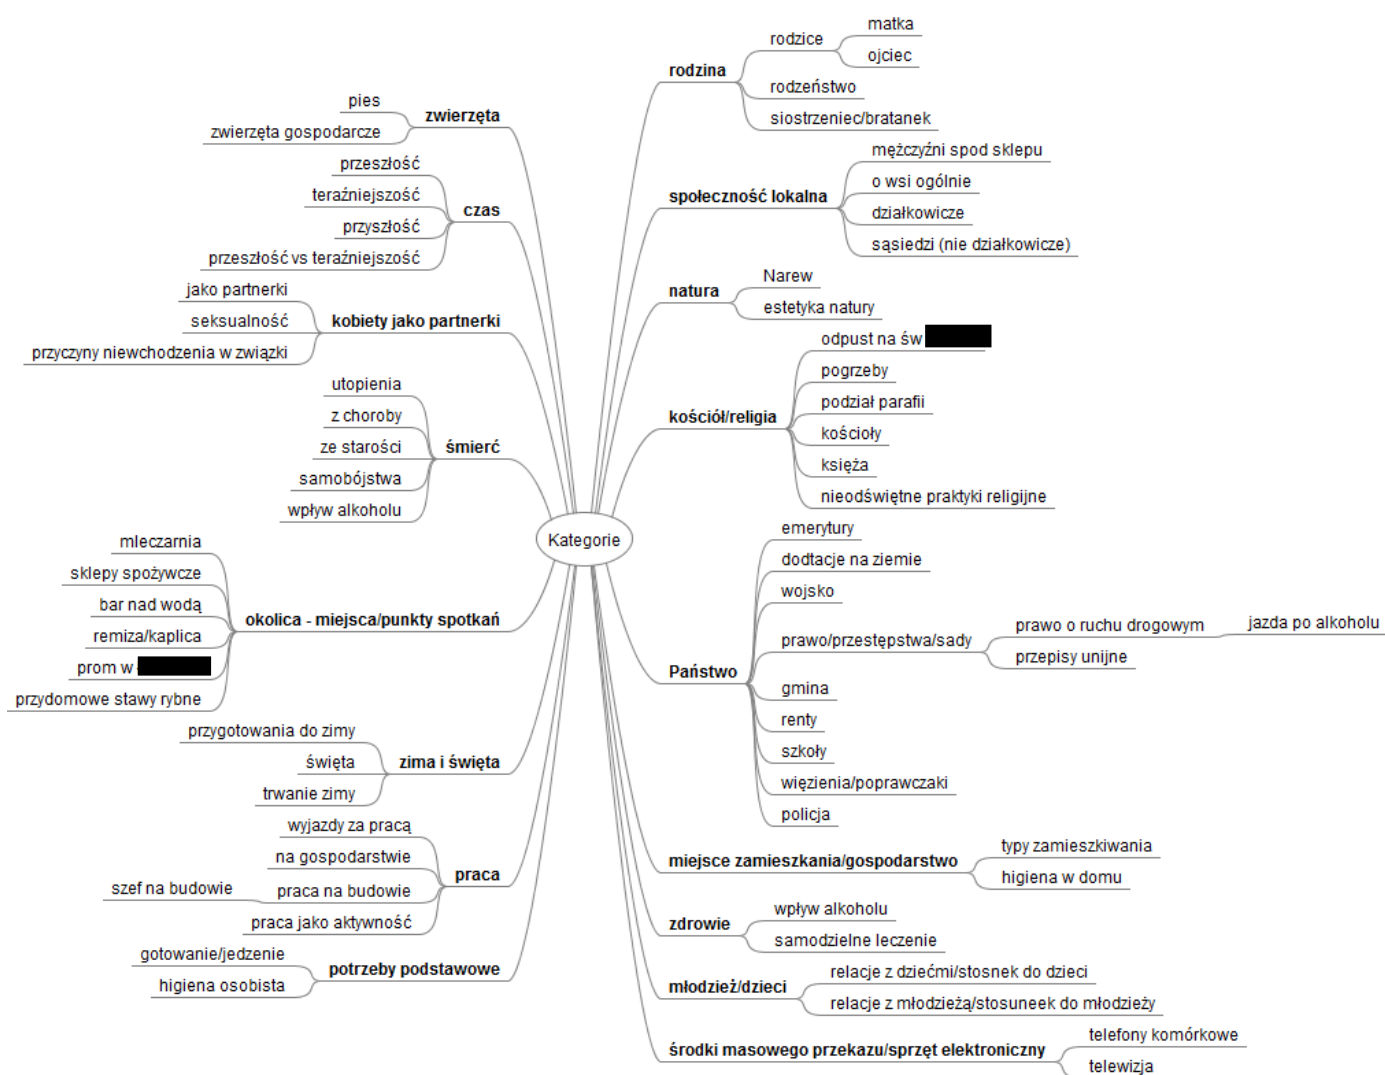 Kategorie
zwierzęta
pies
zwierzęta gospodarcze
czas
przeszłość
teraźniejszość
przyszłość
przeszłość vs teraźniejszość
kobiety jako partnerki
jako partnerki
seksualność
przyczyny niewchodzenia w związki
śmierć
utopienia
z choroby
ze starości
samobójstwa
wpływ alkoholu
okolica - miejsca/punkty spotkań
mleczarnia
sklepy spożywcze
bar nad wodą
remiza/kaplica
prom w
przydomowe stawy rybne
zima i święta
przygotowania do zimy
święta
trwanie zimy
praca
wyjazdy za pracą
na gospodarstwie
praca na budowie
szef na budowie
praca jako aktywność
potrzeby podstawowe
gotowanie/jedzenie
higiena osobista
rodzina
rodzice
matka
ojciec
rodzeństwo
siostrzeniec/bratanek
społeczność lokalna
mężczyźni spod sklepu
o wsi ogólnie
działkowicze
sąsiedzi (nie działkowicze)
natura
Narew
estetyka natury
kościół/religia
odpust na św
pogrzeby
podział parafii
kościoły
księża
nieodświętne praktyki religijne
Państwo
emerytury
dodtacje na ziemie
wojsko
prawo/przestępstwa/sady
prawo o ruchu drogowym
jazda po alkoholu
przepisy unijne
gmina
renty
szkoły
więzienia/poprawczaki
policja
miejsce zamieszkania/gospodarstwo
typy zamieszkiwania
higiena w domu
zdrowie
wpływ alkoholu
samodzielne leczenie
młodzież/dzieci
relacje z dziećmi/stosnek do dzieci
relacje z młodzieżą/stosuneek do młodzieży
środki masowego przekazu/sprzęt elektroniczny
telefony komórkowe
telewizja